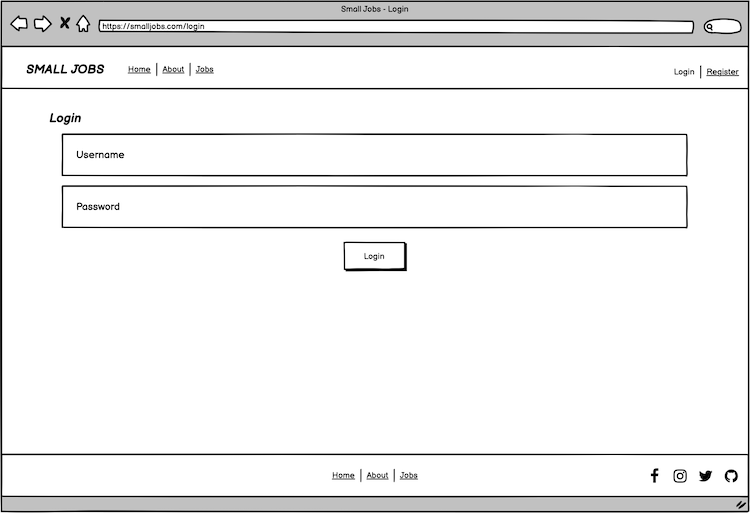 Small Jobs - Login
https://smalljobs.com/login
SMALL JOBS Home About Jobs Login Register
Login
Username
Password
Login
Home About Jobs